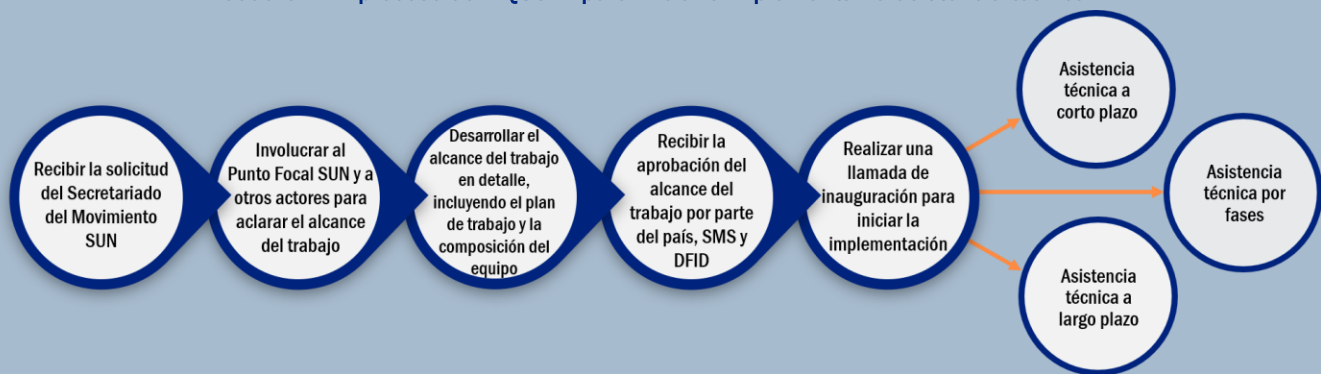 Recibir la solicitud
del Secretariado
del Movimiento
SUN
Involucrar al
Punto Focal SUN y a
otros actores para
aclarar el alcance
del trabajo
Desarrollar el
alcance del trabajo
en detalle,
incluyendo el plan
de trabajo y la
composición del
equipo
Recibir la
aprobación del
alcance del
trabajo por parte
del país, SMS y
DFID
Realizar una
llamada de
inauguración para
iniciar la
implementación
Asistencia
técnica a
corto plazo
Asistencia
técnica por
fases
Asistencia
técnica a
largo plazo